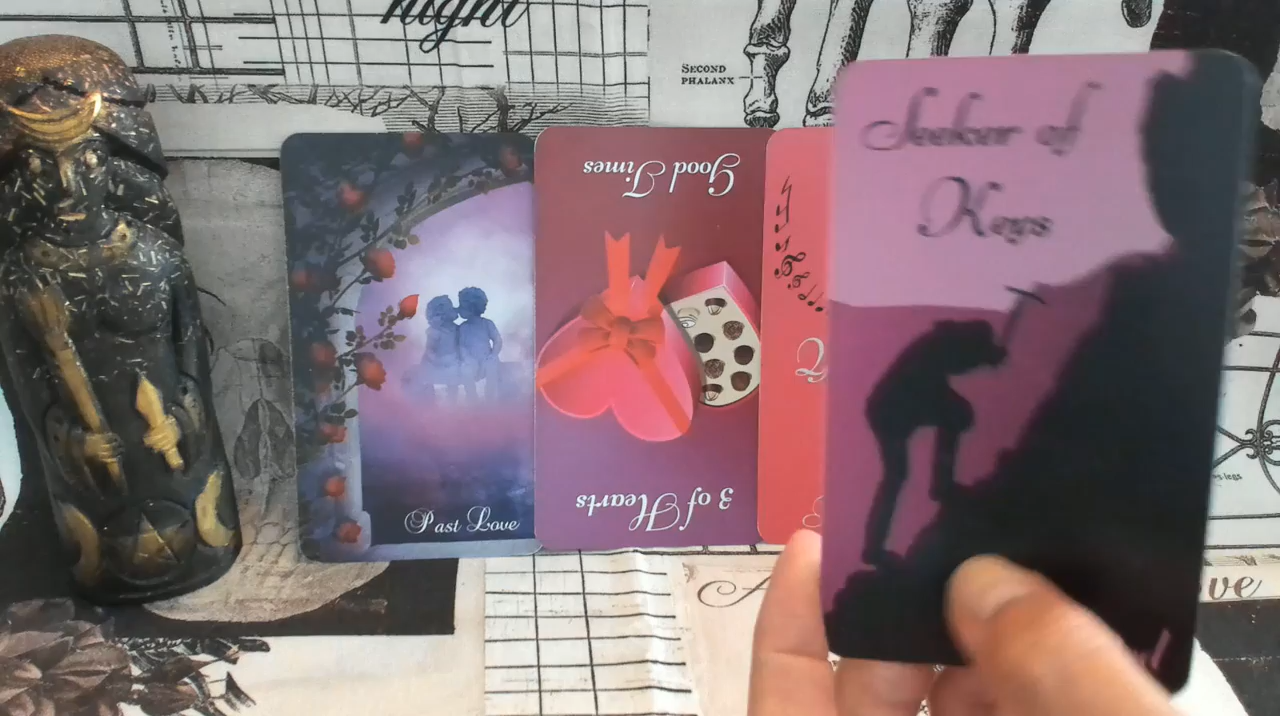 night
SECOND
PHALANX
Seeker of
Keys
Good Times
3 of Hearts
Past Love